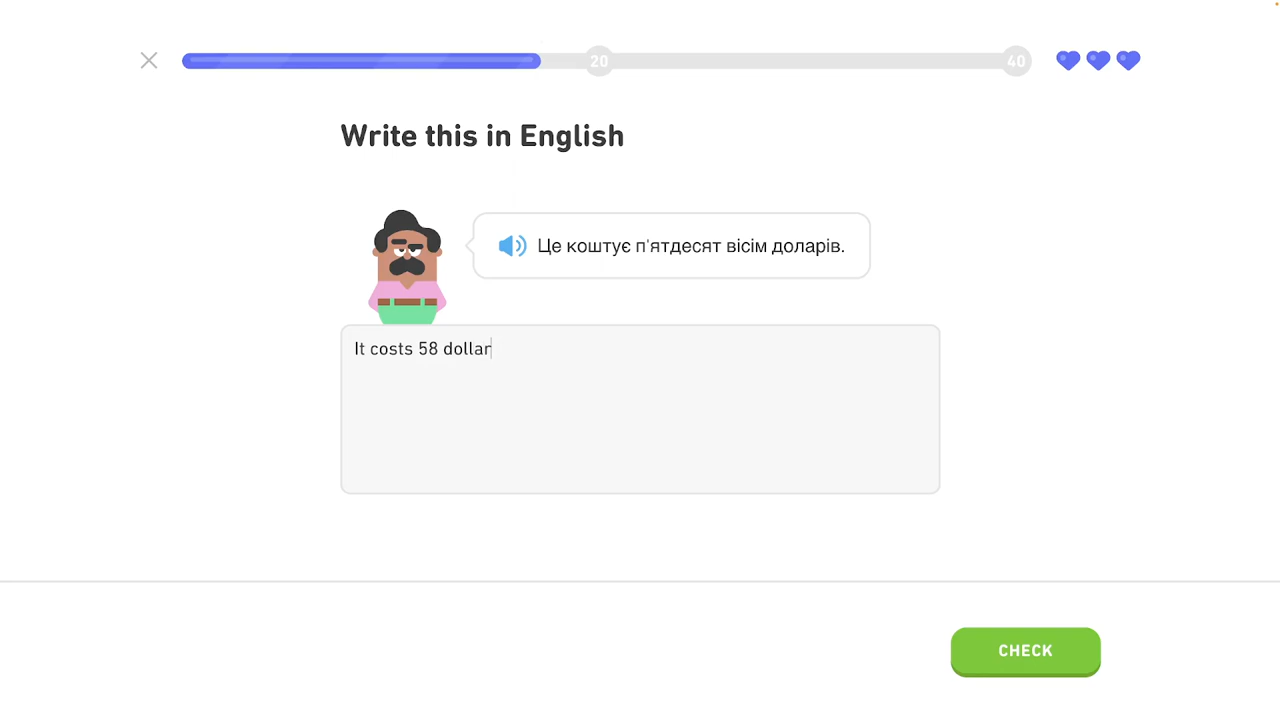 20
40
Write this in English
Це коштує п'ятдесят вісім доларів.
It costs 58 dollar
CHECK